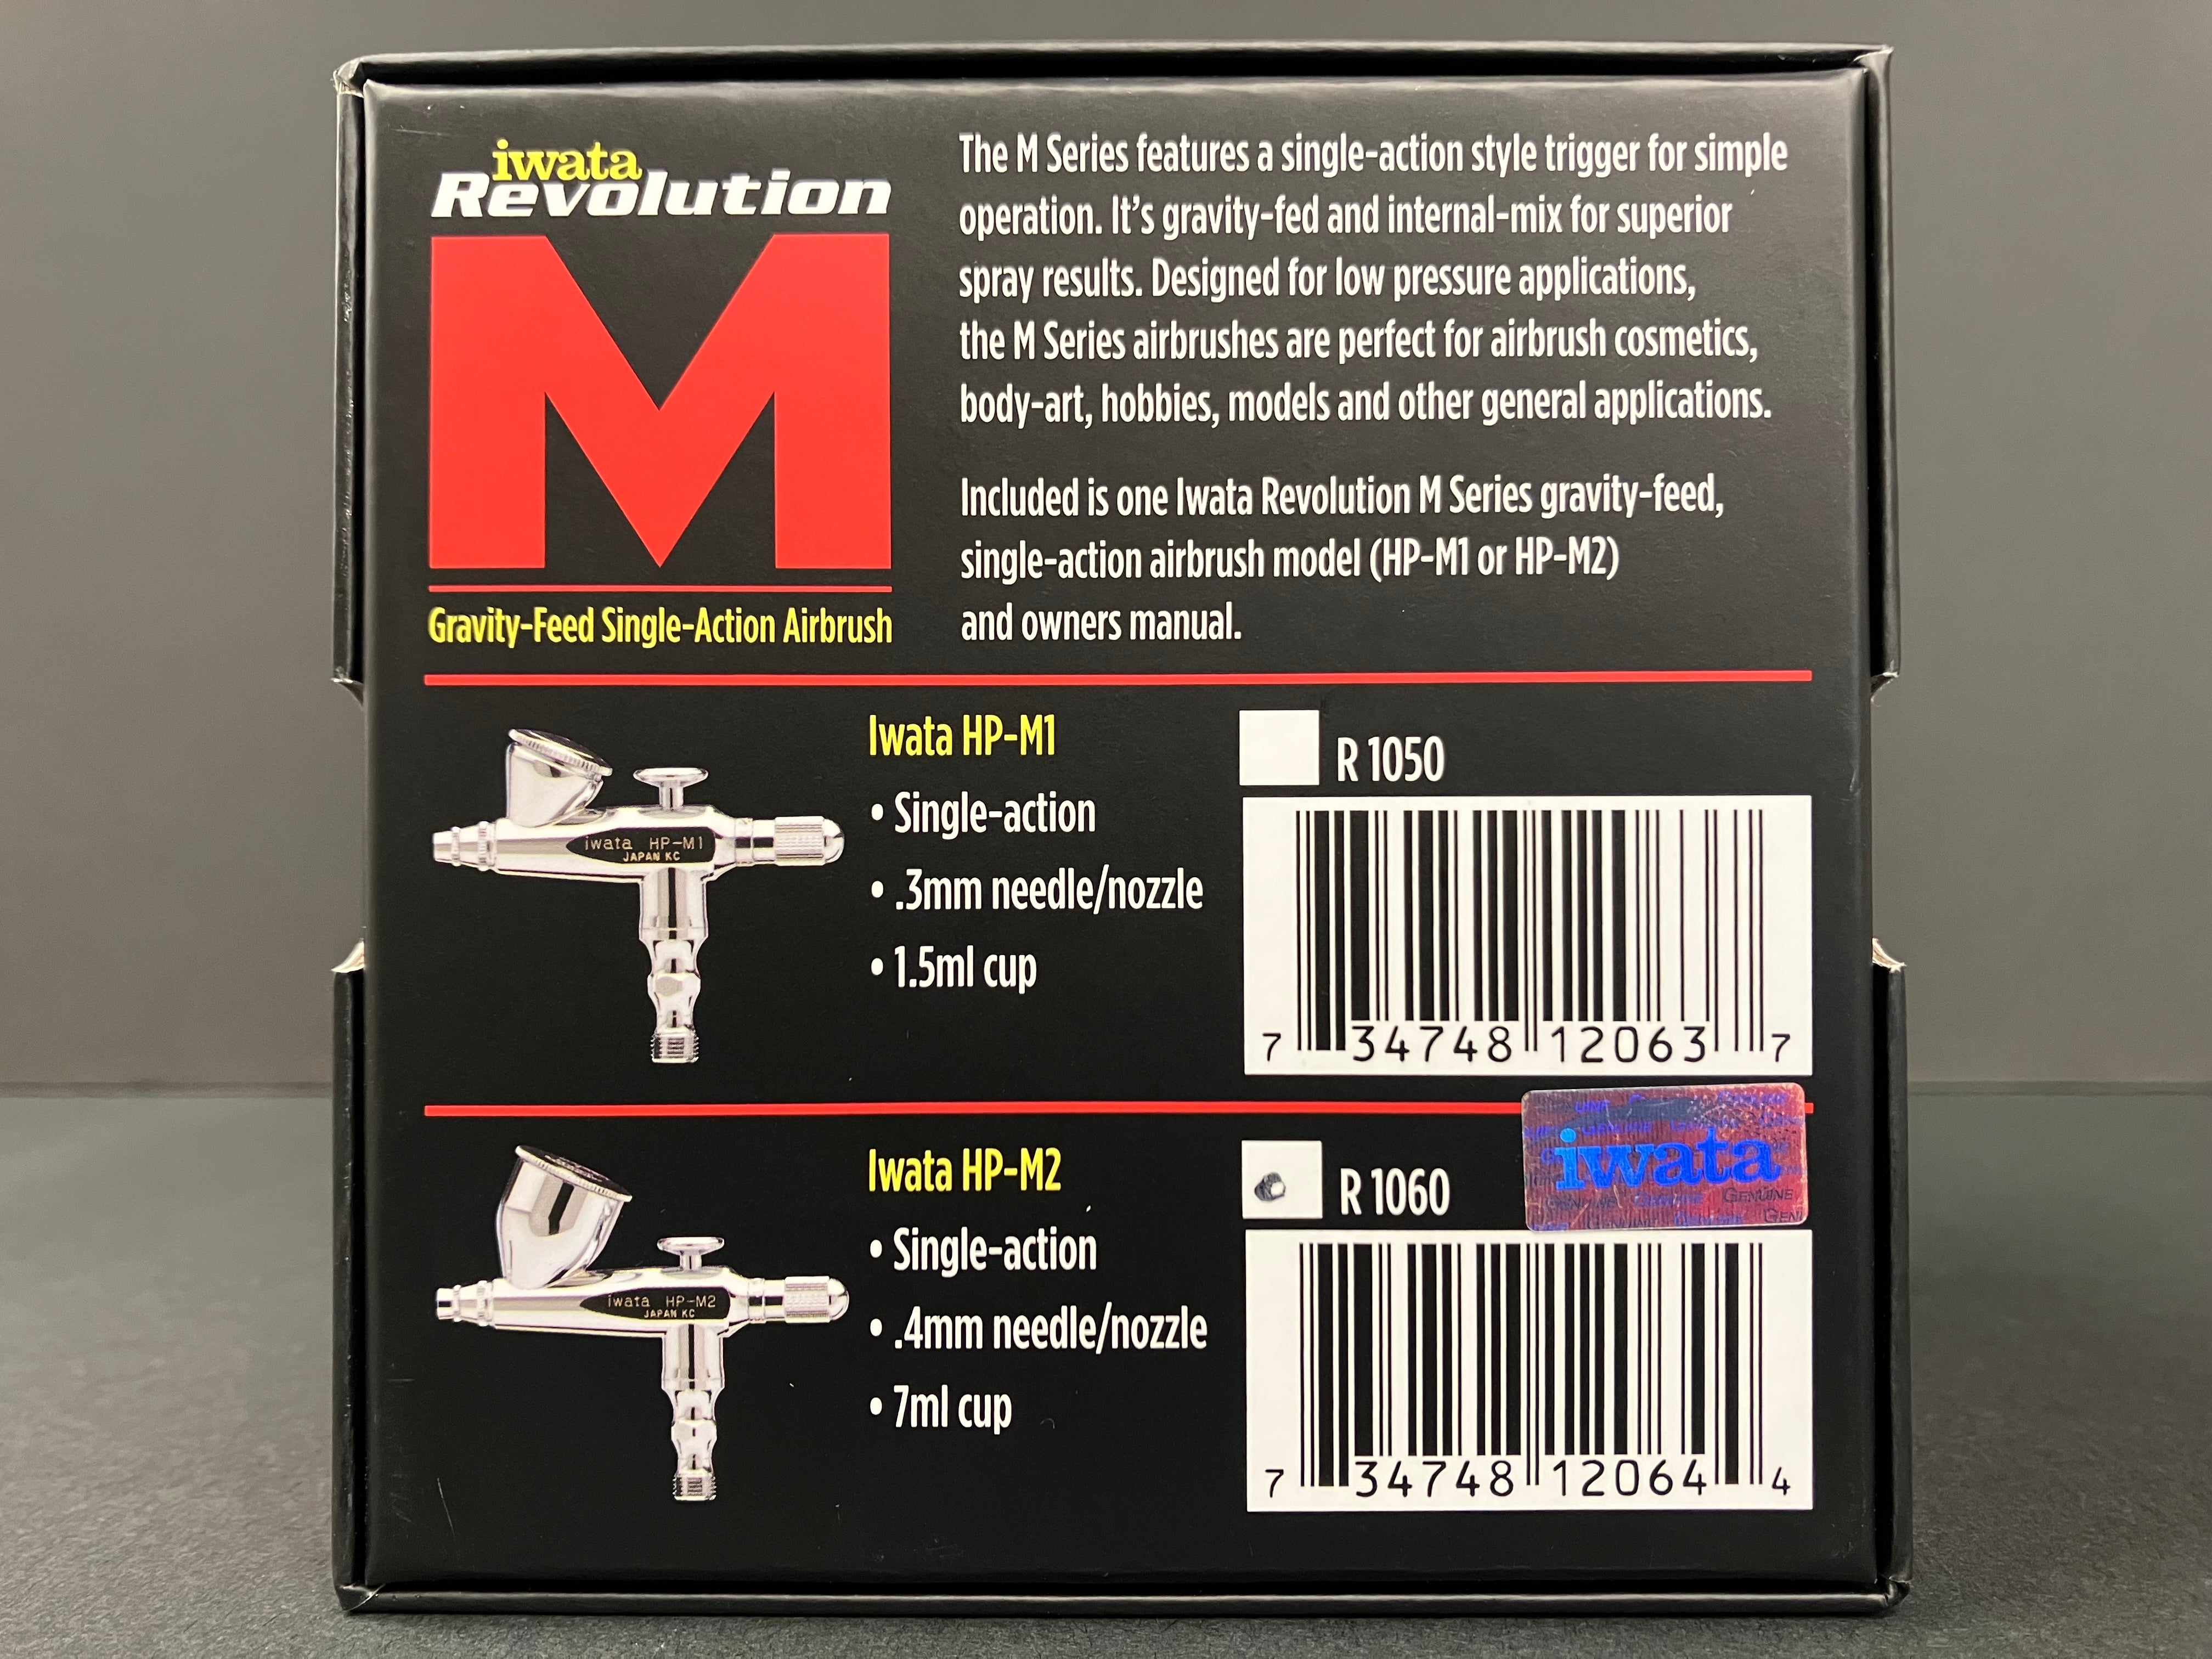 iwata
Revolution
M
Gravity-Feed Single-Action Airbrush
The M Series features a single-action style trigger for simple
operation. It's gravity-fed and internal-mix for superior
spray results. Designed for low pressure applications,
the M Series airbrushes are perfect for airbrush cosmetics,
body-art, hobbies, models and other general applications.
Included is one Iwata Revolution M Series gravity-feed,
single-action airbrush model (HP-M1 or HP-M2)
and owners manual.
iwata HP-M1
JAPAN KC
Iwata HP-M1
• Single-action
• .3mm needle/nozzle
• 1.5ml cup
R 1050
7 34748 12063 7
iwata HP-M2
JAPAN KC
Iwata HP-M2
• Single-action
• .4mm needle/nozzle
• 7ml cup
R 1060
iwata
GENUINE
7 34748 12064 4